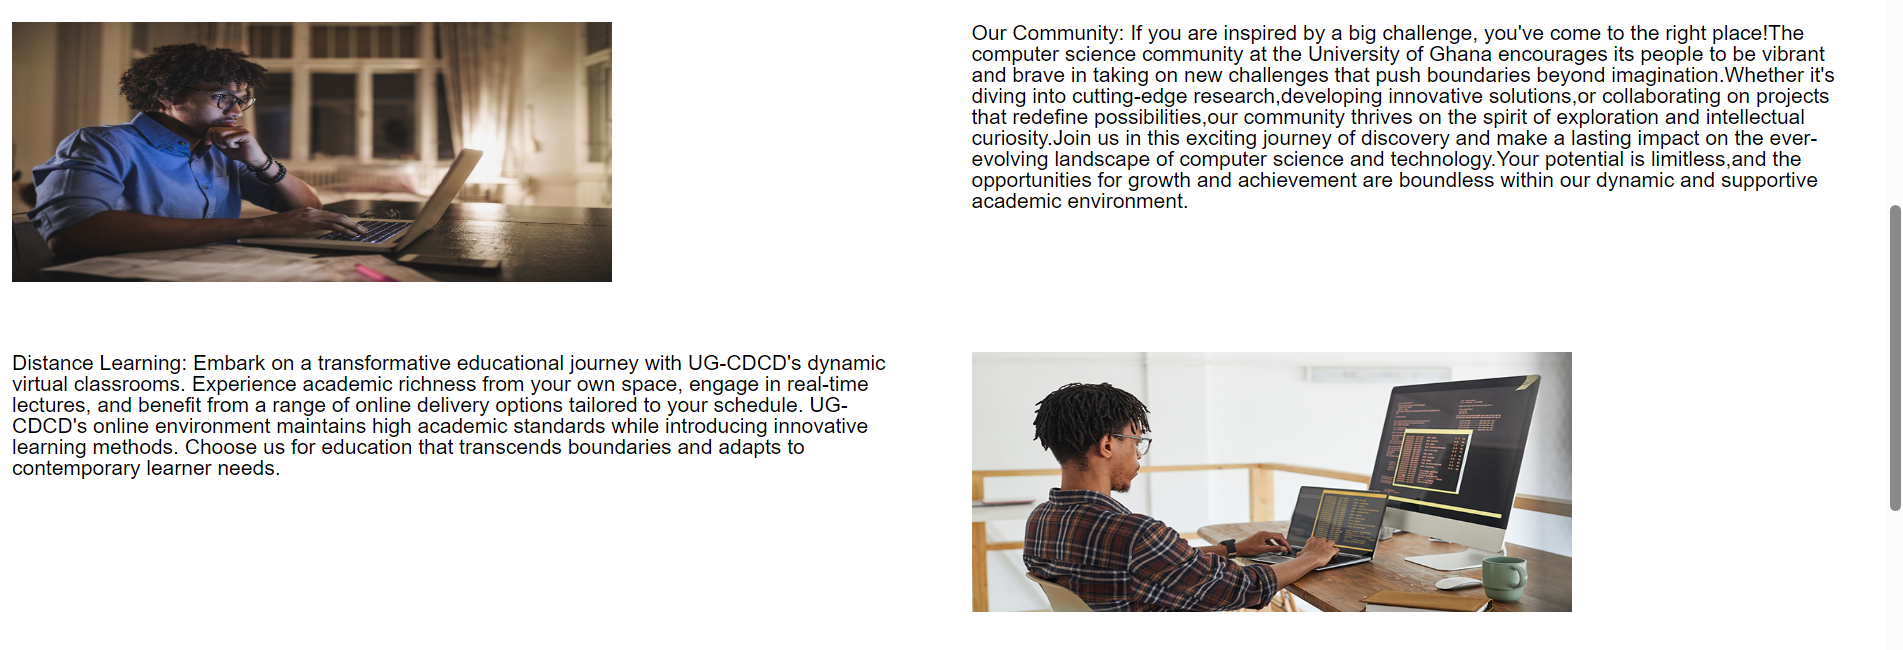 Our Community: If you are inspired by a big challenge, you've come to the right place!The
computer science community at the University of Ghana encourages its people to be vibrant
and brave in taking on new challenges that push boundaries beyond imagination.Whether it's
diving into cutting-edge research,developing innovative solutions,or collaborating on projects
that redefine possibilities,our community thrives on the spirit of exploration and intellectual
curiosity.Join us in this exciting journey of discovery and make a lasting impact on the ever-
evolving landscape of computer science and technology.Your potential is limitless,and the
opportunities for growth and achievement are boundless within our dynamic and supportive
academic environment.
Distance Learning: Embark on a transformative educational journey with UG-CDCD's dynamic
virtual classrooms. Experience academic richness from your own space, engage in real-time
lectures, and benefit from a range of online delivery options tailored to your schedule. UG-
CDCD's online environment maintains high academic standards while introducing innovative
learning methods. Choose us for education that transcends boundaries and adapts to
contemporary learner needs.